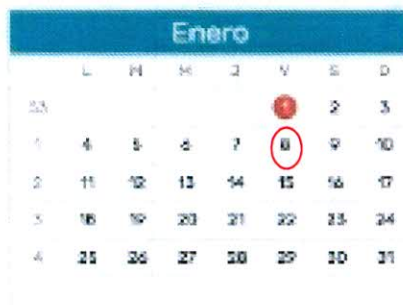 Enero
L M M J V S D
53 1 2 3
1 4 5 6 7 8 9 10
2 11 12 13 14 15 16 17
3 18 19 20 21 22 23 24
4 25 26 27 28 29 30 31